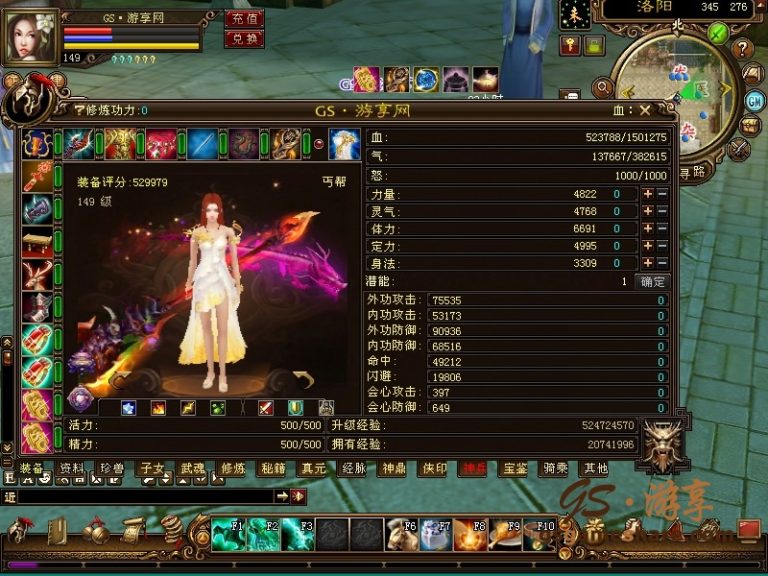 GS·游享网
充值
兑换
149
洛阳 345 276
北
GM
寻路
?修炼功力:0
GS·游享网
血:
装备评分:529979
丐帮
149 级
血: 523788/1501275
气: 137667/382615
怒: 1000/1000
力量: 4822 0
灵气: 4768 0
体力: 6691 0
定力: 4995 0
身法: 3309 0
潜能: 1 确定
外功攻击: 75535 0
内功攻击: 53173 0
外功防御: 90936 0
内功防御: 68516 0
命中: 49212 0
闪避: 19806 0
会心攻击: 397 0
会心防御: 649 0
活力: 500/500 升级经验: 524724570
精力: 500/500 拥有经验: 20741996
装备 资料 珍兽 子女 武魂 修炼 秘籍 真元 经脉 神鼎 侠印 神兵 宝鉴 骑乘 其他
近
F1 F2 F3 F6 F7 F8 F9 F10
GS·游享